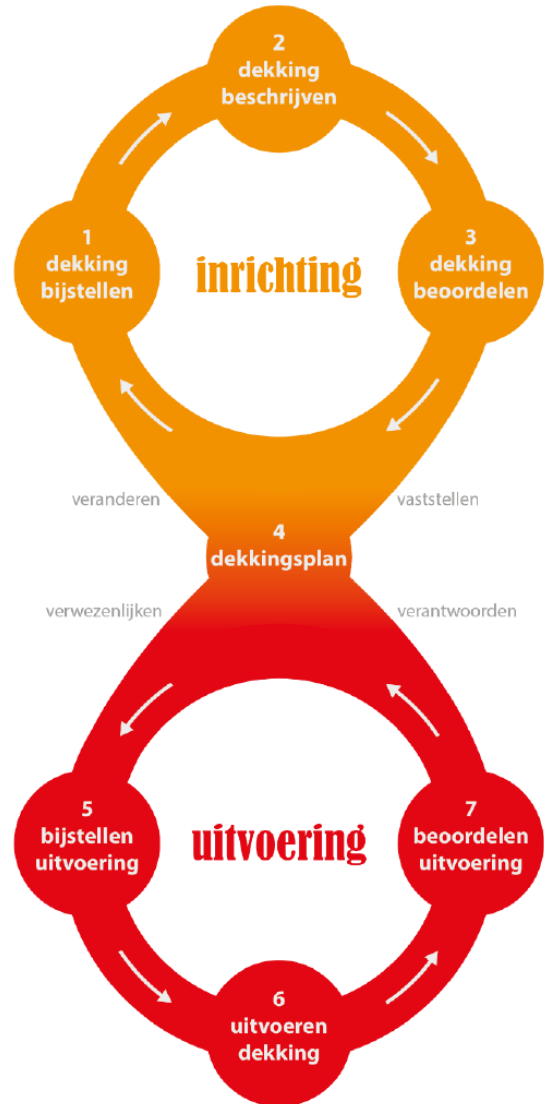 2
dekking
beschrijven
1
dekking
bijstellen
inrichting
3
dekking
beoordelen
veranderen
vaststellen
4
dekkingsplan
verwezenlijken
verantwoorden
5
bijstellen
uitvoering
uitvoering
7
beoordelen
uitvoering
6
uitvoeren
dekking